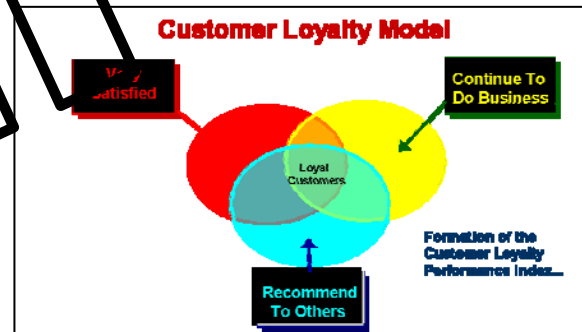 Customer Loyalty Model
Very
Satisfied
Continue To
Do Business
Loyal
Customers
Formation of the
Customer Loyalty
Performance Index...
Recommend
To Others